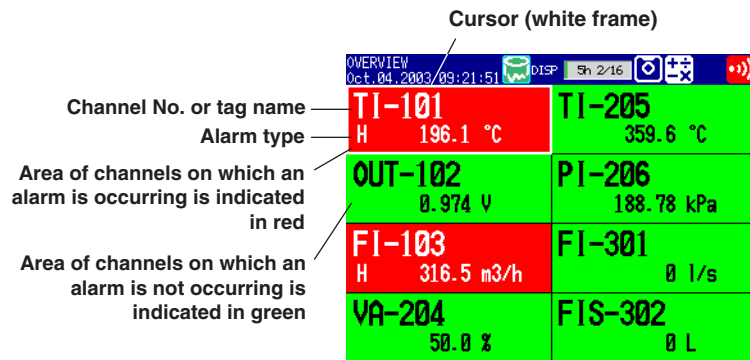 Cursor (white frame)
OVERVIEW
Oct.04.2003 09:21:51
DISP
5h 2/16
Channel No. or tag name
Alarm type
Area of channels on which an
alarm is occurring is indicated
in red
Area of channels on which an
alarm is not occurring is
indicated in green
TI-101
H 196.1 °C
TI-205
359.6 °C
OUT-102
0.974 V
PI-206
188.78 kPa
FI-103
H 316.5 m3/h
FI-301
0 l/s
VA-204
50.0 %
FIS-302
0 L